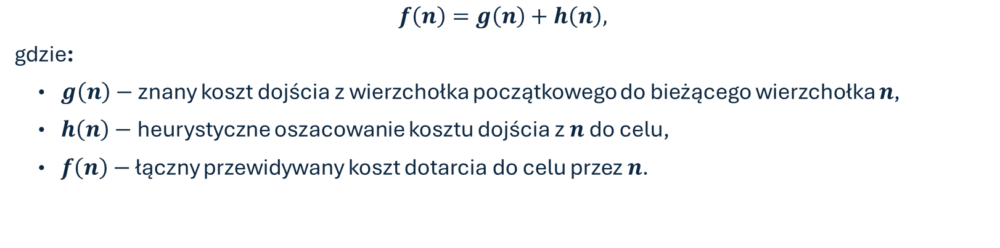 f(n) = g(n) + h(n),
gdzie:
• g(n) – znany koszt dojścia z wierzchołka początkowego do bieżącego wierzchołka n,
• h(n) – heurystyczne oszacowanie kosztu dojścia z n do celu,
• f(n) – łączny przewidywany koszt dotarcia do celu przez n.